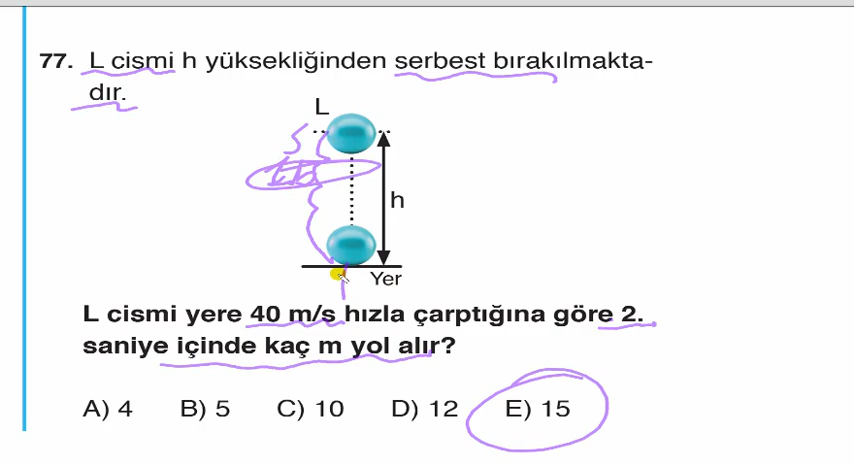 77. L cismi h yüksekliğinden serbest bırakılmakta-
dır.
L
h
Yer
L cismi yere 40 m/s hızla çarptığına göre 2.
saniye içinde kaç m yol alır?
A) 4 B) 5 C) 10 D) 12 E) 15